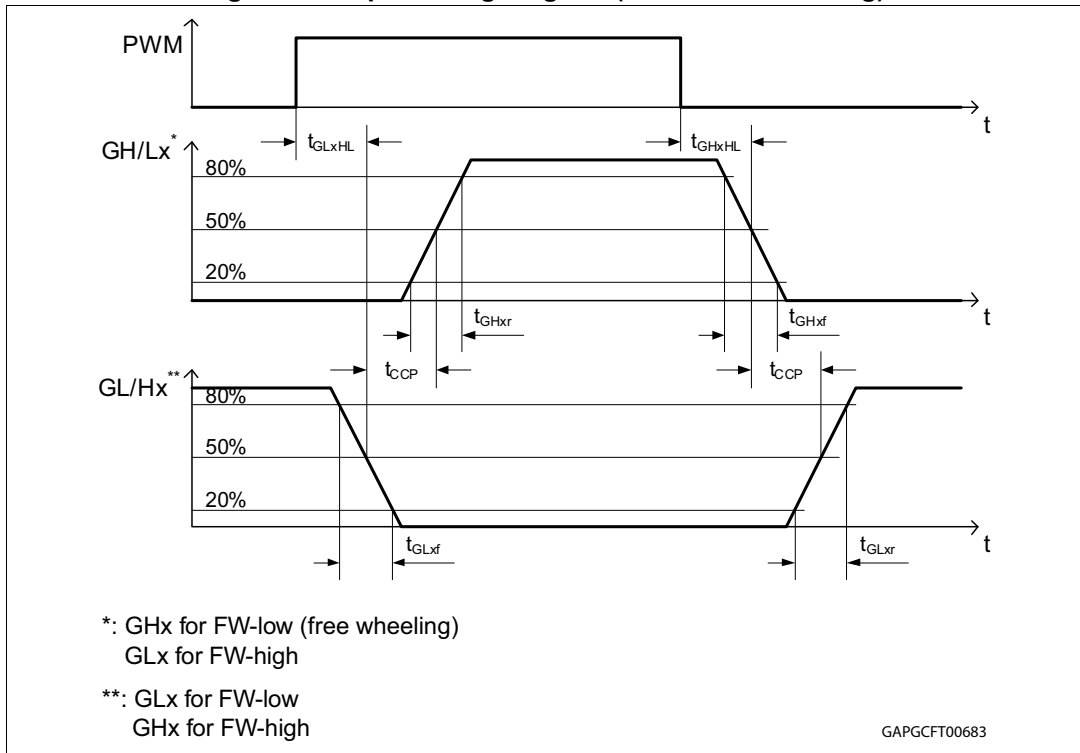 PWM
t
tGLxHL
tGHxHL
GH/Lx*
80%
50%
20%
t
tGHxr
tGHxf
tCCP
tCCP
GL/Hx**
80%
50%
20%
t
tGLxf
tGLxr
*: GHx for FW-low (free wheeling)
GLx for FW-high
**: GLx for FW-low
GHx for FW-high
GAPGCFT00683